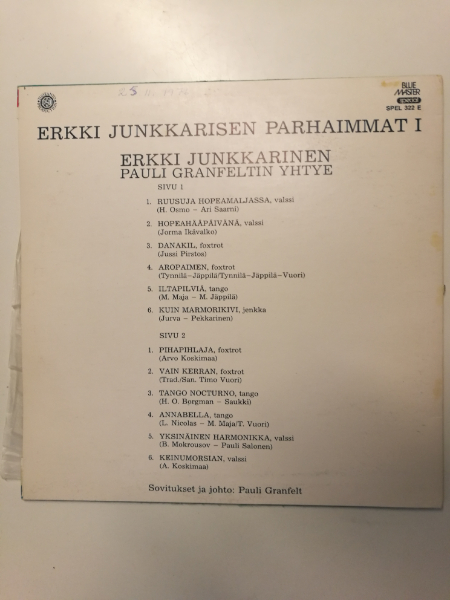 BLUE
MASTER
special
SPEL 322 E
ERKKI JUNKKARISEN PARHAIMMAT I
ERKKI JUNKKARINEN
PAULI GRANFELTIN YHTYE
SIVU 1
1. RUUSUJA HOPEAMALJASSA, valssi
(H. Osmo – Ari Saarni)
2. HOPEAHÄÄPÄIVÄNÄ, valssi
(Jorma Ikävalko)
3. DANAKIL, foxtrot
(Jussi Pirstos)
4. AROPAIMEN, foxtrot
(Tynnilä-Jäppilä/Tynnilä-Jäppilä-Vuori)
5. ILTAPILVIÄ, tango
(M. Maja – M. Jäppilä)
6. KUIN MARMORIKIVI, jenkka
(Jurva – Pekkarinen)
SIVU 2
1. PIHAPIHLAJA, foxtrot
(Arvo Koskimaa)
2. VAIN KERRAN, foxtrot
(Trad./San. Timo Vuori)
3. TANGO NOCTURNO, tango
(H. O. Borgman – Saukki)
4. ANNABELLA, tango
(L. Nicolas – M. Maja/T. Vuori)
5. YKSINÄINEN HARMONIKKA, valssi
(B. Mokrousov – Pauli Salonen)
6. KEINUMORSIAN, valssi
(A. Koskimaa)
Sovitukset ja johto: Pauli Granfelt